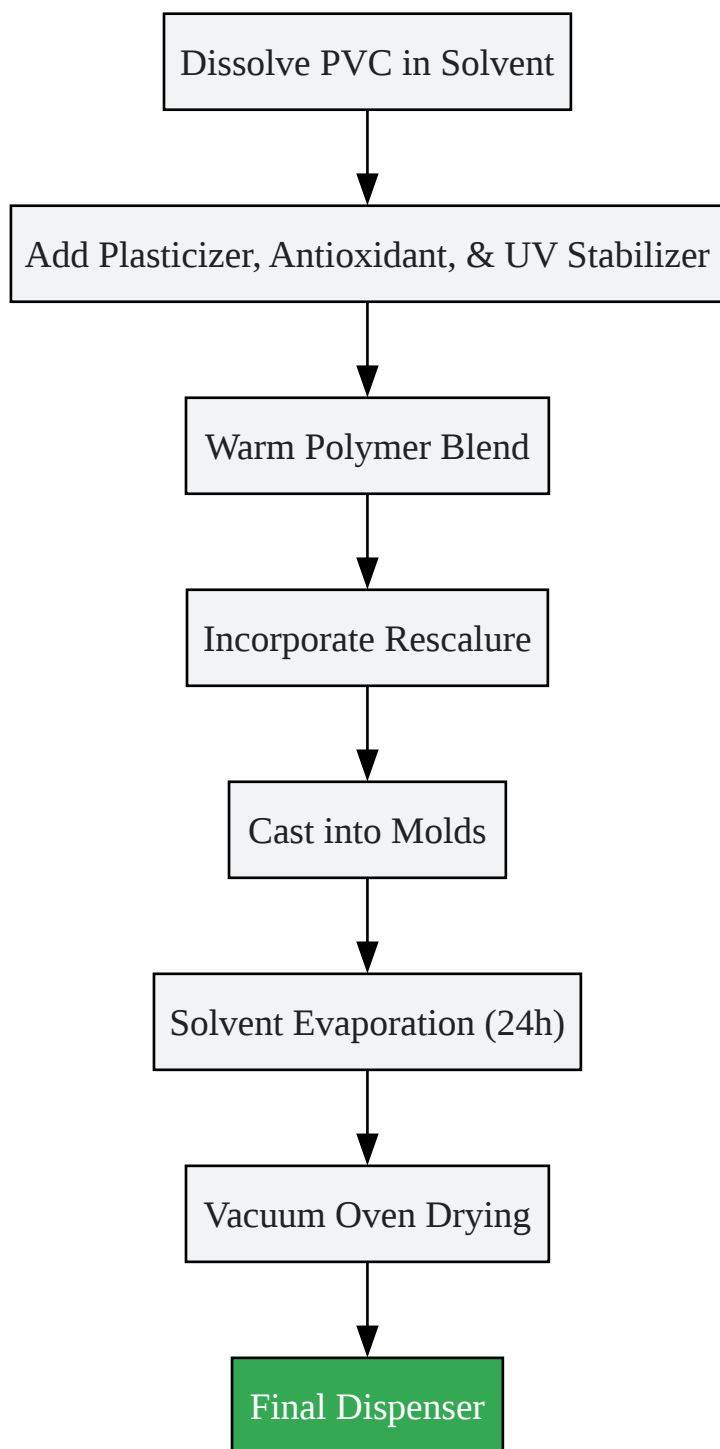 Dissolve PVC in Solvent
Add Plasticizer, Antioxidant, & UV Stabilizer
Warm Polymer Blend
Incorporate Rescalure
Cast into Molds
Solvent Evaporation (24h)
Vacuum Oven Drying
Final Dispenser